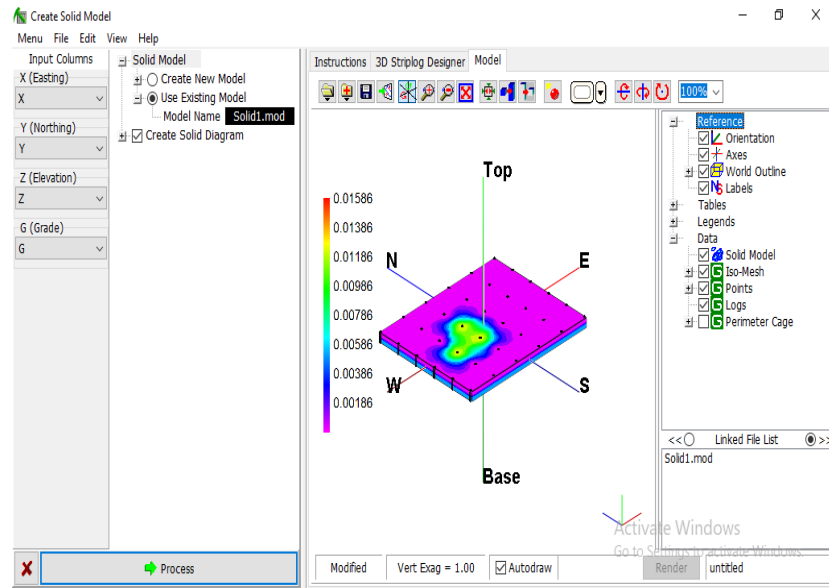 Create Solid Model
Menu File Edit View Help
Input Columns
X (Easting)
X
Y (Northing)
Y
Z (Elevation)
Z
G (Grade)
G
Solid Model
Create New Model
Use Existing Model
Model Name Solid1.mod
Create Solid Diagram
Process
Instructions 3D Striplog Designer Model
100%
Top
0.01586
0.01386
0.01186
0.00986
0.00786
0.00586
0.00386
0.00186
N
E
W
S
Base
Reference
Orientation
Axes
World Outline
Labels
Tables
Legends
Data
Solid Model
Iso-Mesh
Points
Logs
Perimeter Cage
<< Linked File List >>
Solid1.mod
Activate Windows
Go to Settings to activate Windows.
Modified Vert Exag = 1.00 Autodraw Render untitled